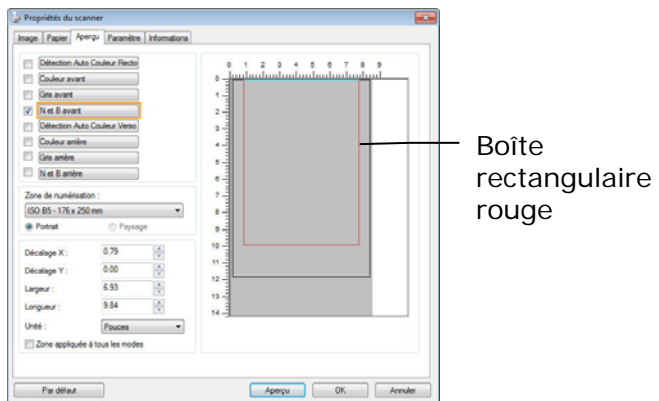 Propriétés du scanner
Image Papier Aperçu Paramètre Informations
Détection Auto Couleur Recto
Couleur avant
Gris avant
N et B avant
Détection Auto Couleur Verso
Couleur arrière
Gris arrière
N et B arrière
Zone de numérisation :
ISO B5 - 176 x 250 mm
Portrait Paysage
Décalage X : 0.79
Décalage Y : 0.00
Largeur : 6.93
Longueur : 9.84
Unité : Pouces
Zone appliquée à tous les modes
0 1 2 3 4 5 6 7 8 9
0
1
2
3
4
5
6
7
8
9
10
11
12
13
14
Boîte
rectangulaire
rouge
Par défaut Aperçu OK Annuler